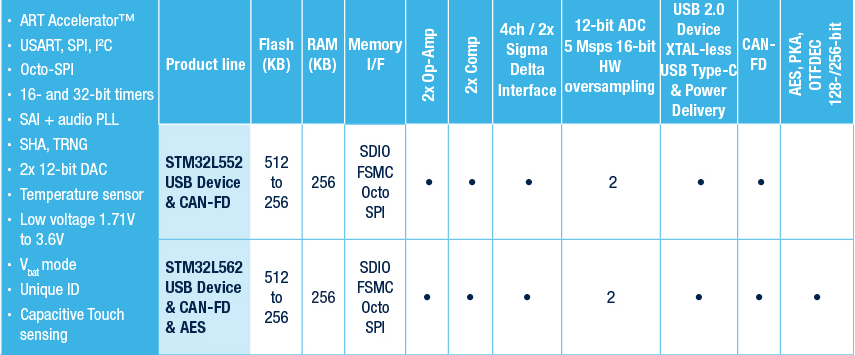 · ART Accelerator™
· USART, SPI, I²C
· Octo-SPI
· 16- and 32-bit timers
· SAI + audio PLL
· SHA, TRNG
· 2x 12-bit DAC
· Temperature sensor
· Low voltage 1.71V
to 3.6V
· Vbat mode
· Unique ID
· Capacitive Touch
sensing
Product line
Flash
(KB)
RAM
(KB)
Memory
I/F
2x Op-Amp
2x Comp
4ch / 2x
Sigma
Delta
Interface
12-bit ADC
5 Msps 16-bit
HW
oversampling
USB 2.0
Device
XTAL-less
USB Type-C
& Power
Delivery
CAN-
FD
AES, PKA,
OTFDEC
128-/256-bit
STM32L552
USB Device
& CAN-FD
512
to
256
256
SDIO
FSMC
Octo
SPI
•
•
•
2
•
•
STM32L562
USB Device
& CAN-FD
& AES
512
to
256
256
SDIO
FSMC
Octo
SPI
•
•
•
2
•
•
•